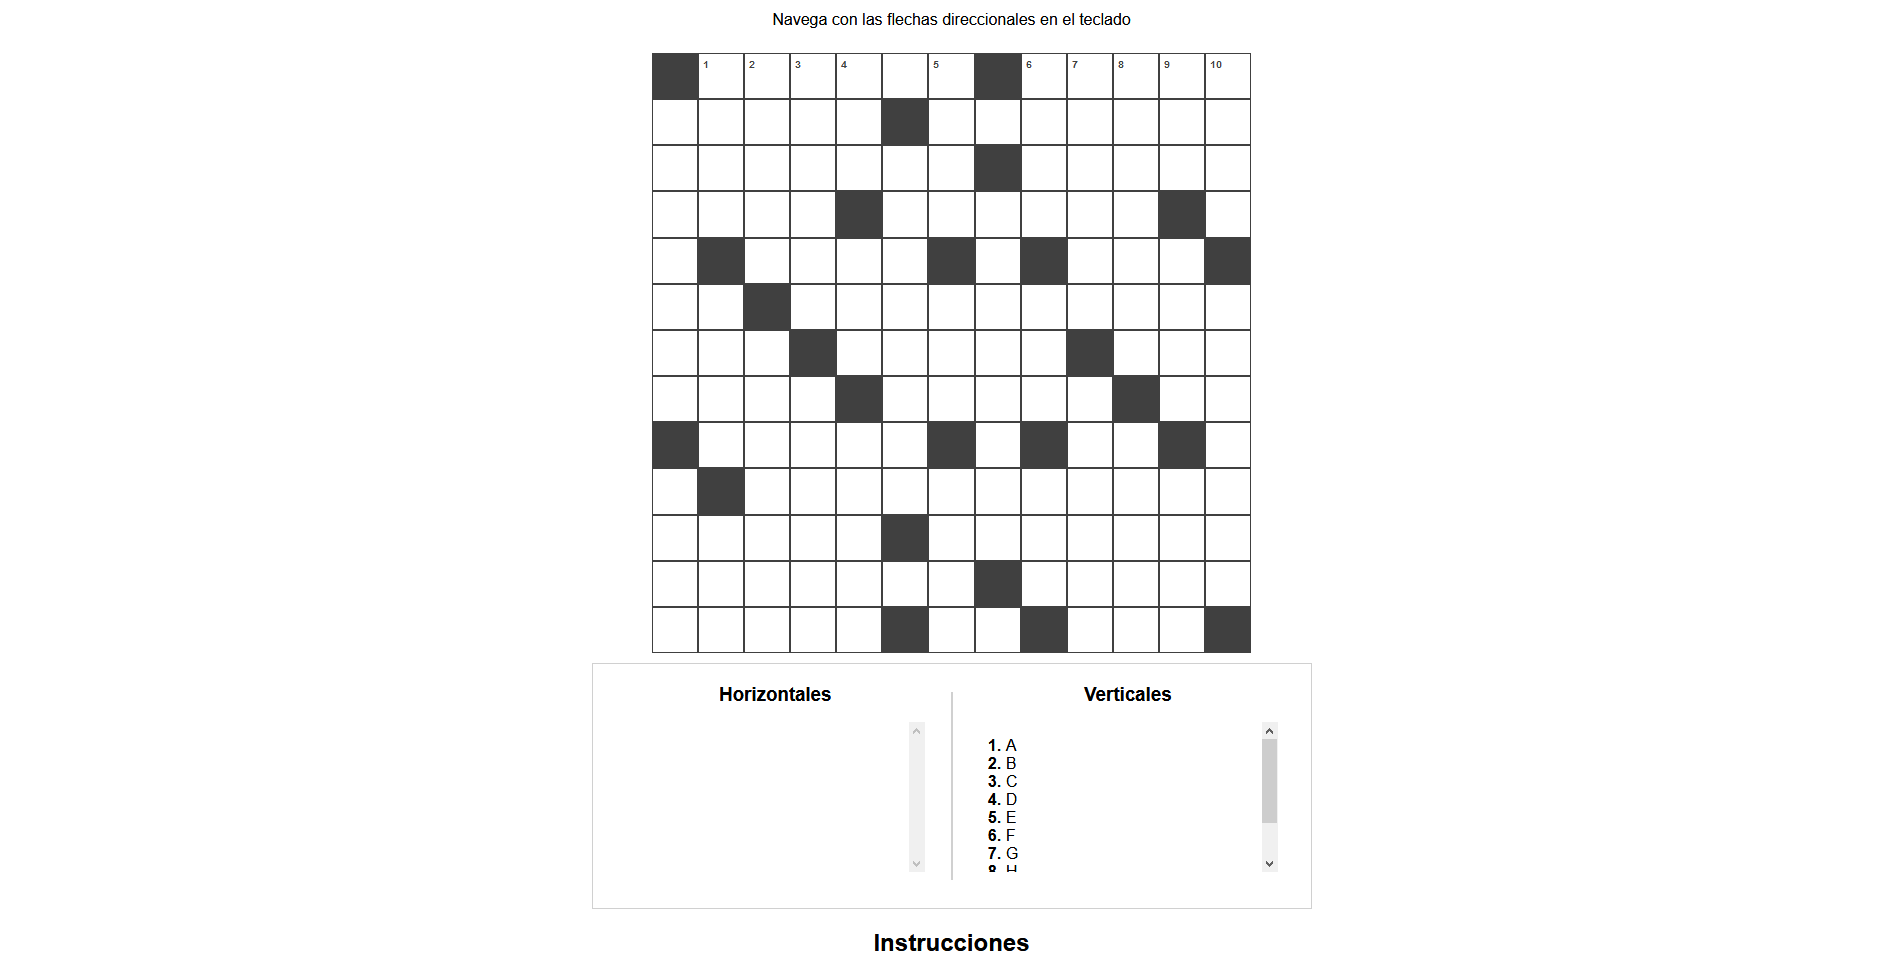 Navega con las flechas direccionales en el teclado
1 2 3 4 5 6 7 8 9 10
Horizontales
Verticales
1. A
2. B
3. C
4. D
5. E
6. F
7. G
8. H
Instrucciones